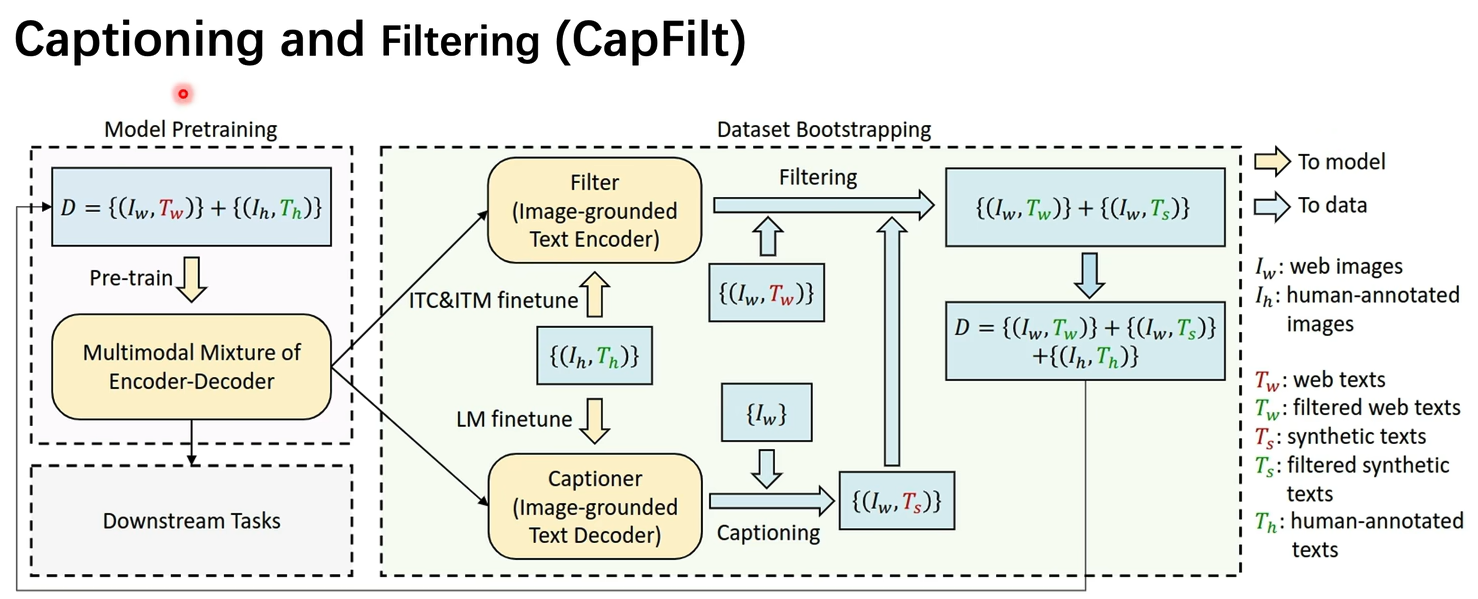 Captioning and Filtering (CapFilt)
Model Pretraining
D = {(I_w, T_w)} + {(I_h, T_h)}
Pre-train
Multimodal Mixture of
Encoder-Decoder
Downstream Tasks
Dataset Bootstrapping
Filter
(Image-grounded
Text Encoder)
ITC&ITM finetune
{(I_h, T_h)}
LM finetune
Captioner
(Image-grounded
Text Decoder)
Filtering
{(I_w, T_w)}
{I_w}
Captioning
{(I_w, T_s)}
{(I_w, T_w)} + {(I_w, T_s)}
D = {(I_w, T_w)} + {(I_w, T_s)}
+{(I_h, T_h)}
To model
To data
I_w: web images
I_h: human-annotated
images
T_w: web texts
T_w: filtered web texts
T_s: synthetic texts
T_s: filtered synthetic
texts
T_h: human-annotated
texts